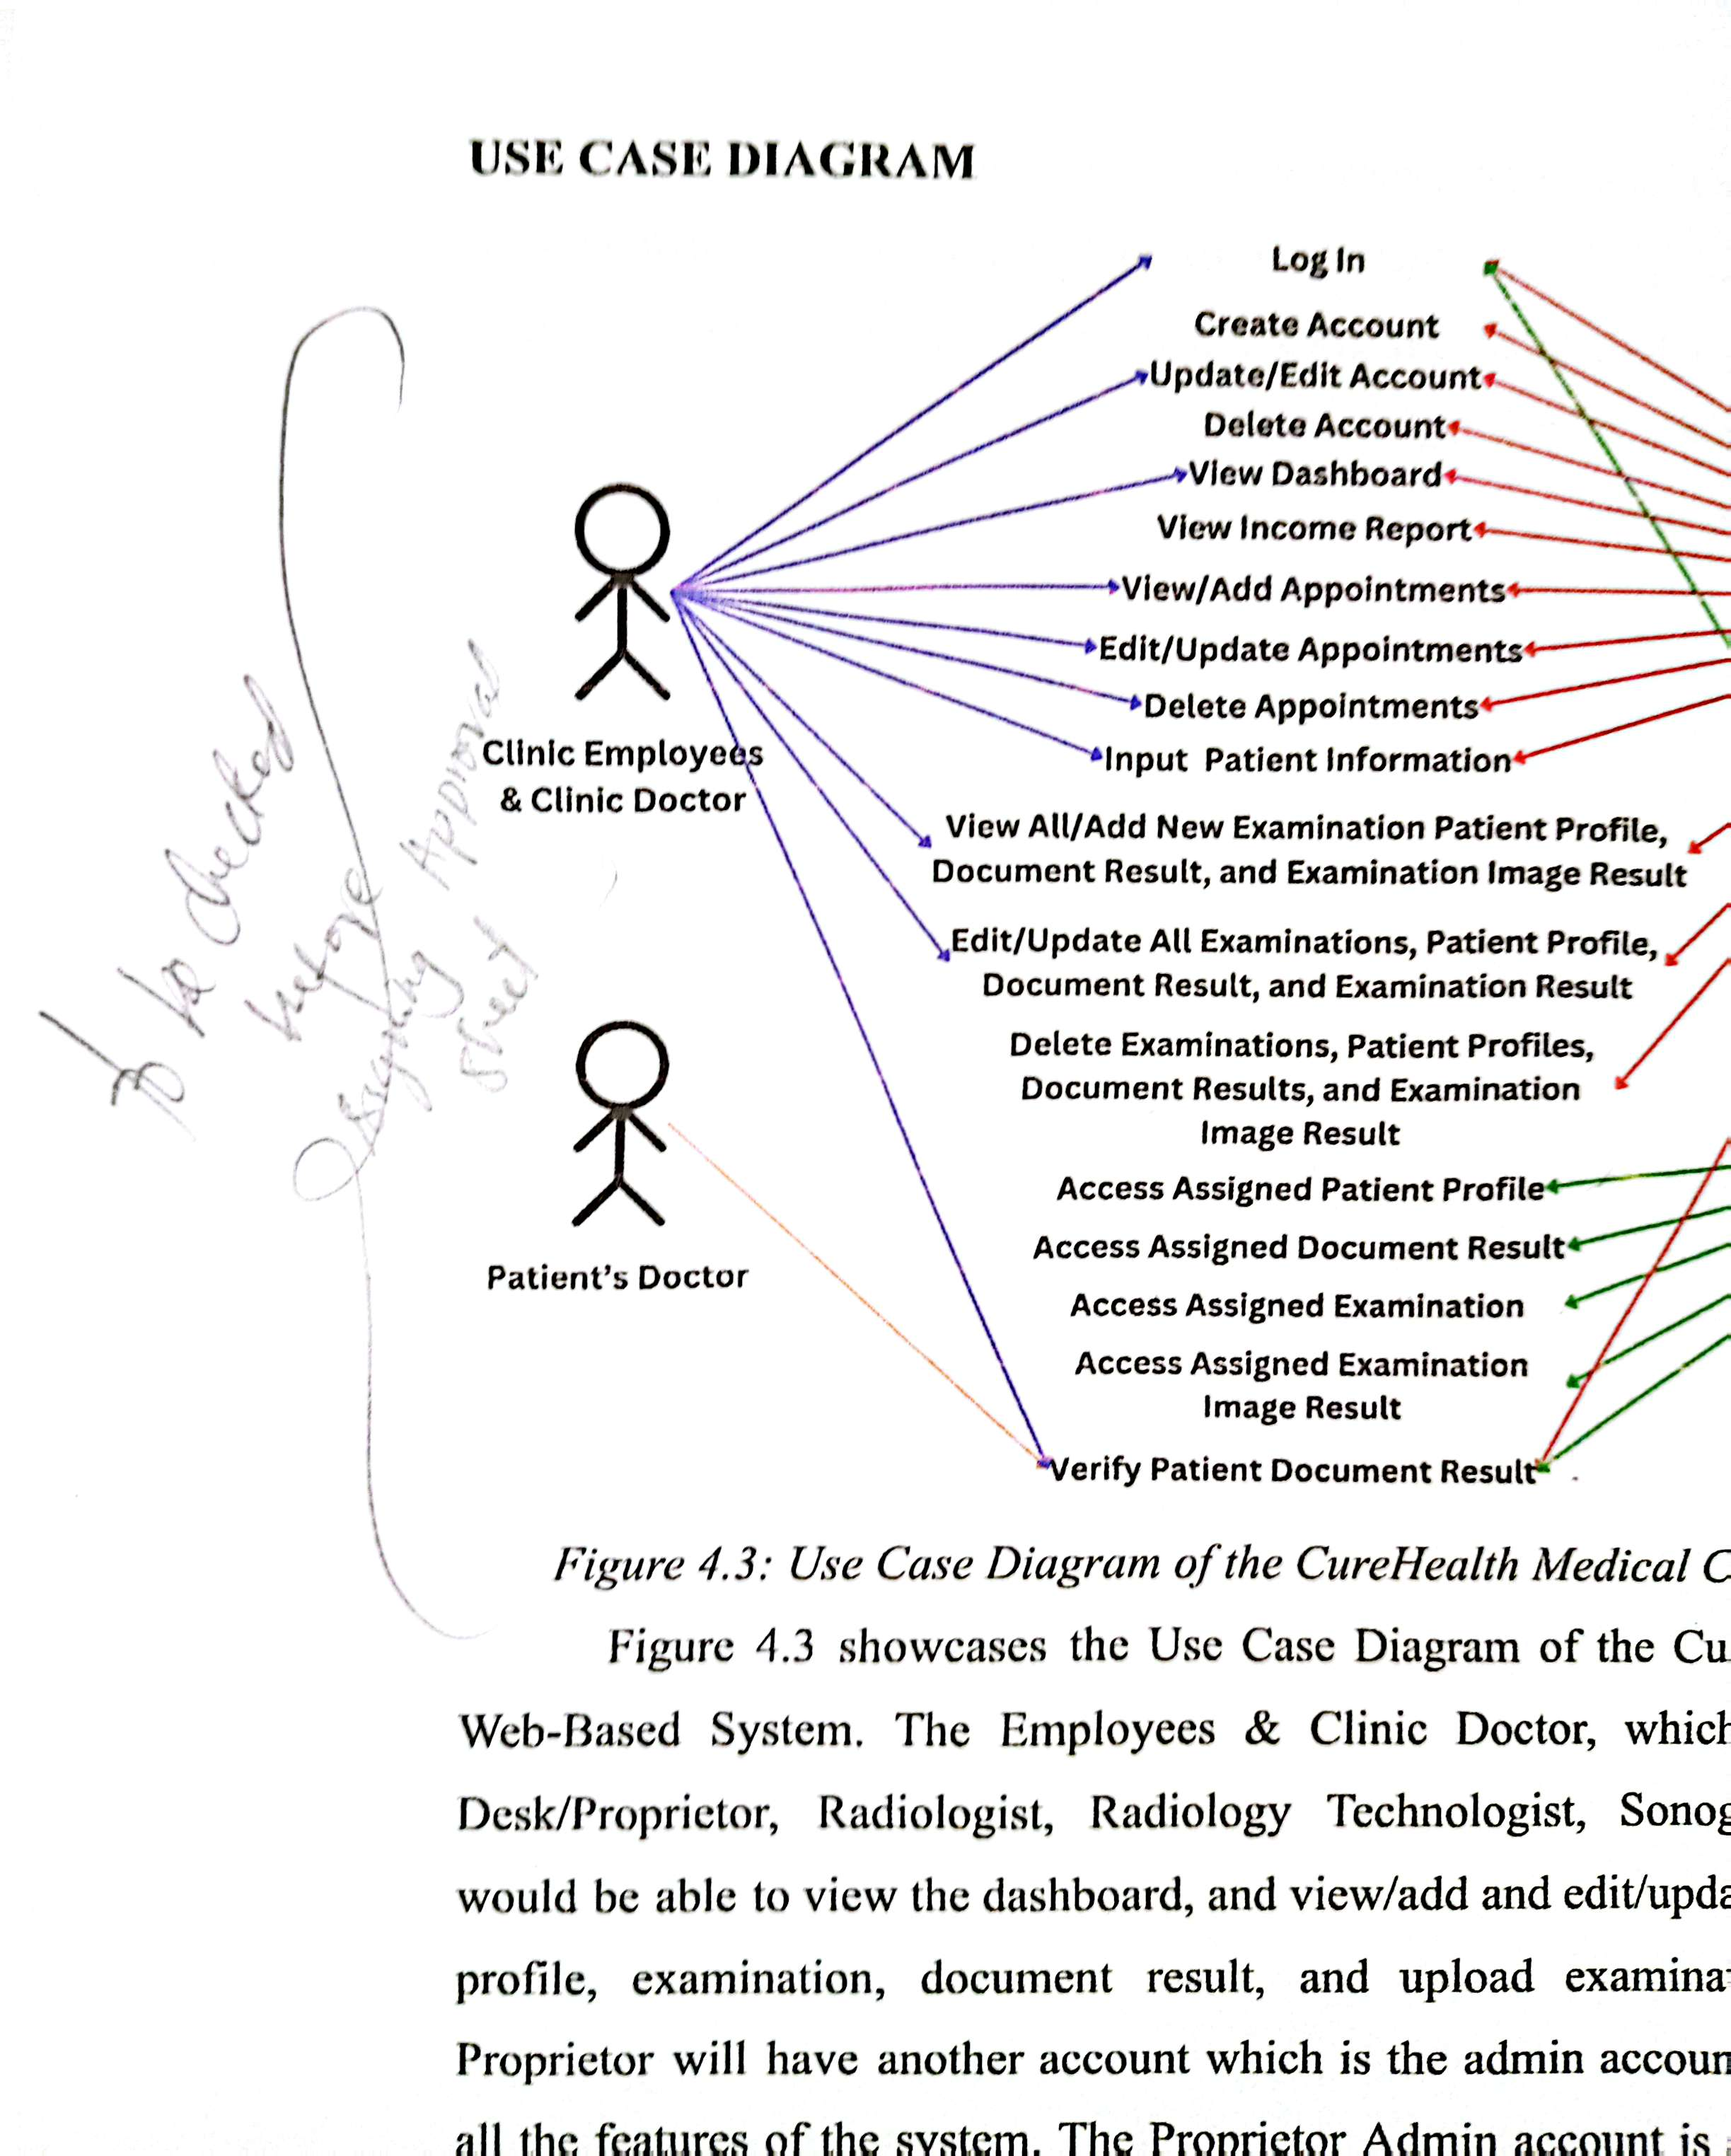 USE CASE DIAGRAM
Log In
Create Account
Update/Edit Account
Delete Account
View Dashboard
View Income Report
View/Add Appointments
Edit/Update Appointments
Delete Appointments
Input Patient Information
View All/Add New Examination Patient Profile,
Document Result, and Examination Image Result
Edit/Update All Examinations, Patient Profile,
Document Result, and Examination Result
Delete Examinations, Patient Profiles,
Document Results, and Examination
Image Result
Access Assigned Patient Profile
Access Assigned Document Result
Access Assigned Examination
Access Assigned Examination
Image Result
Verify Patient Document Result
Clinic Employees
& Clinic Doctor
Patient's Doctor
To be checked
before
signing Approval
sheet
Figure 4.3: Use Case Diagram of the CureHealth Medical C
Figure 4.3 showcases the Use Case Diagram of the Cu
Web-Based System. The Employees & Clinic Doctor, which
Desk/Proprietor, Radiologist, Radiology Technologist, Sonog
would be able to view the dashboard, and view/add and edit/upda
profile, examination, document result, and upload examina
Proprietor will have another account which is the admin accoun
all the features of the system. The Proprietor Admin account is